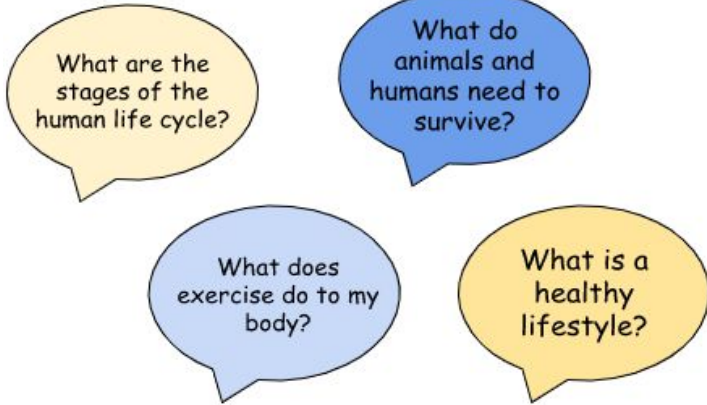 What are the
stages of the
human life cycle?
What do
animals and
humans need to
survive?
What does
exercise do to my
body?
What is a
healthy
lifestyle?